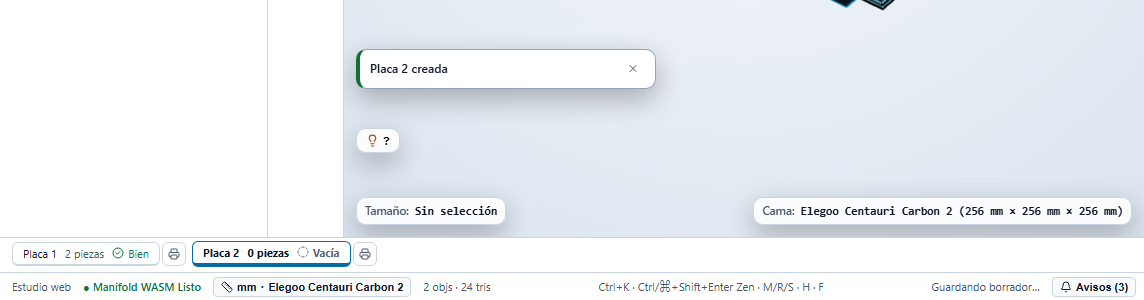 Placa 2 creada ×
?
Tamaño: Sin selección
Cama: Elegoo Centauri Carbon 2 (256 mm × 256 mm × 256 mm)
Placa 1 2 piezas Bien
Placa 2 0 piezas Vacía
Estudio web ● Manifold WASM Listo mm · Elegoo Centauri Carbon 2 2 objs · 24 tris Ctrl+K · Ctrl/⌘+Shift+Enter Zen · M/R/S · H · F Guardando borrador... Avisos (3)